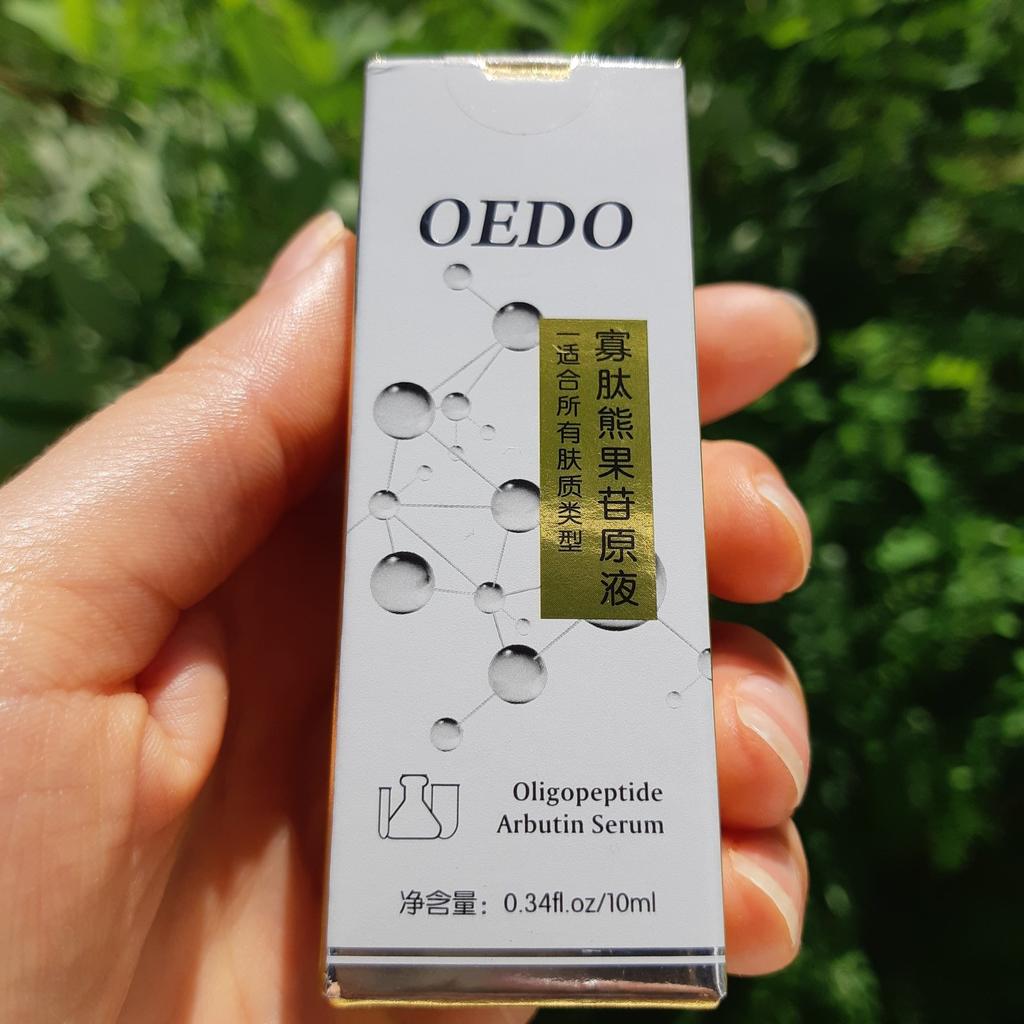 OEDO
寡肽熊果苷原液
一适合所有肤质类型
Oligopeptide
Arbutin Serum
净含量：0.34fl.oz/10ml